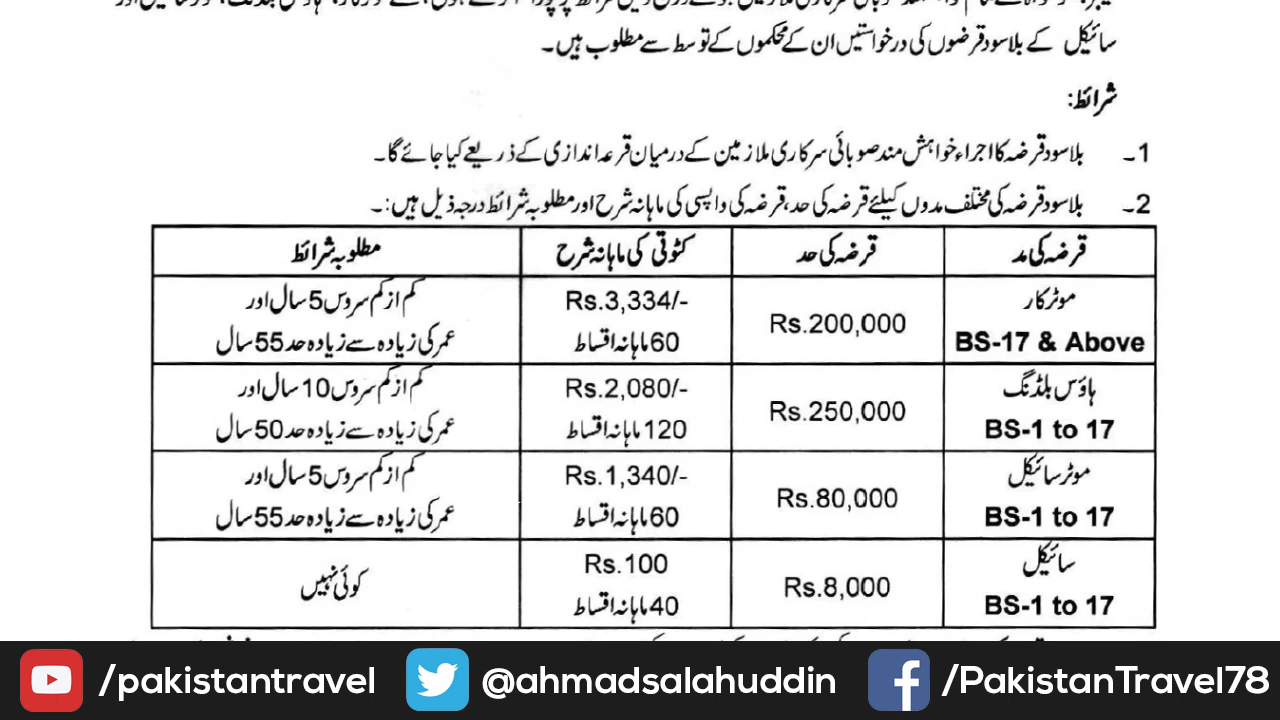 سائیکل کے بلاسود قرضوں کی درخواستیں ان کے محکموں کے توسط سے مطلوب ہیں۔
شرائط:
1۔ بلاسود قرضہ کا اجراء خواہش مند صوبائی سرکاری ملازمین کے درمیان قرعہ اندازی کے ذریعے کیا جائے گا۔
2۔ بلاسود قرضہ کی مختلف مدوں کیلئے قرضہ کی حد، قرضہ کی واپسی کی ماہانہ شرح اور مطلوبہ شرائط درجہ ذیل ہیں:۔
قرضہ کی مد
قرضہ کی حد
کٹوتی کی ماہانہ شرح
مطلوبہ شرائط
موٹر کار
BS-17 & Above
Rs.200,000
Rs.3,334/-
60 ماہانہ اقساط
کم از کم سروس 5 سال اور
عمر کی زیادہ سے زیادہ حد 55 سال
ہاؤس بلڈنگ
BS-1 to 17
Rs.250,000
Rs.2,080/-
120 ماہانہ اقساط
کم از کم سروس 10 سال اور
عمر کی زیادہ سے زیادہ حد 50 سال
موٹر سائیکل
BS-1 to 17
Rs.80,000
Rs.1,340/-
60 ماہانہ اقساط
کم از کم سروس 5 سال اور
عمر کی زیادہ سے زیادہ حد 55 سال
سائیکل
BS-1 to 17
Rs.8,000
Rs.100
40 ماہانہ اقساط
کوئی نہیں
/pakistantravel
@ahmadsalahuddin
/PakistanTravel78